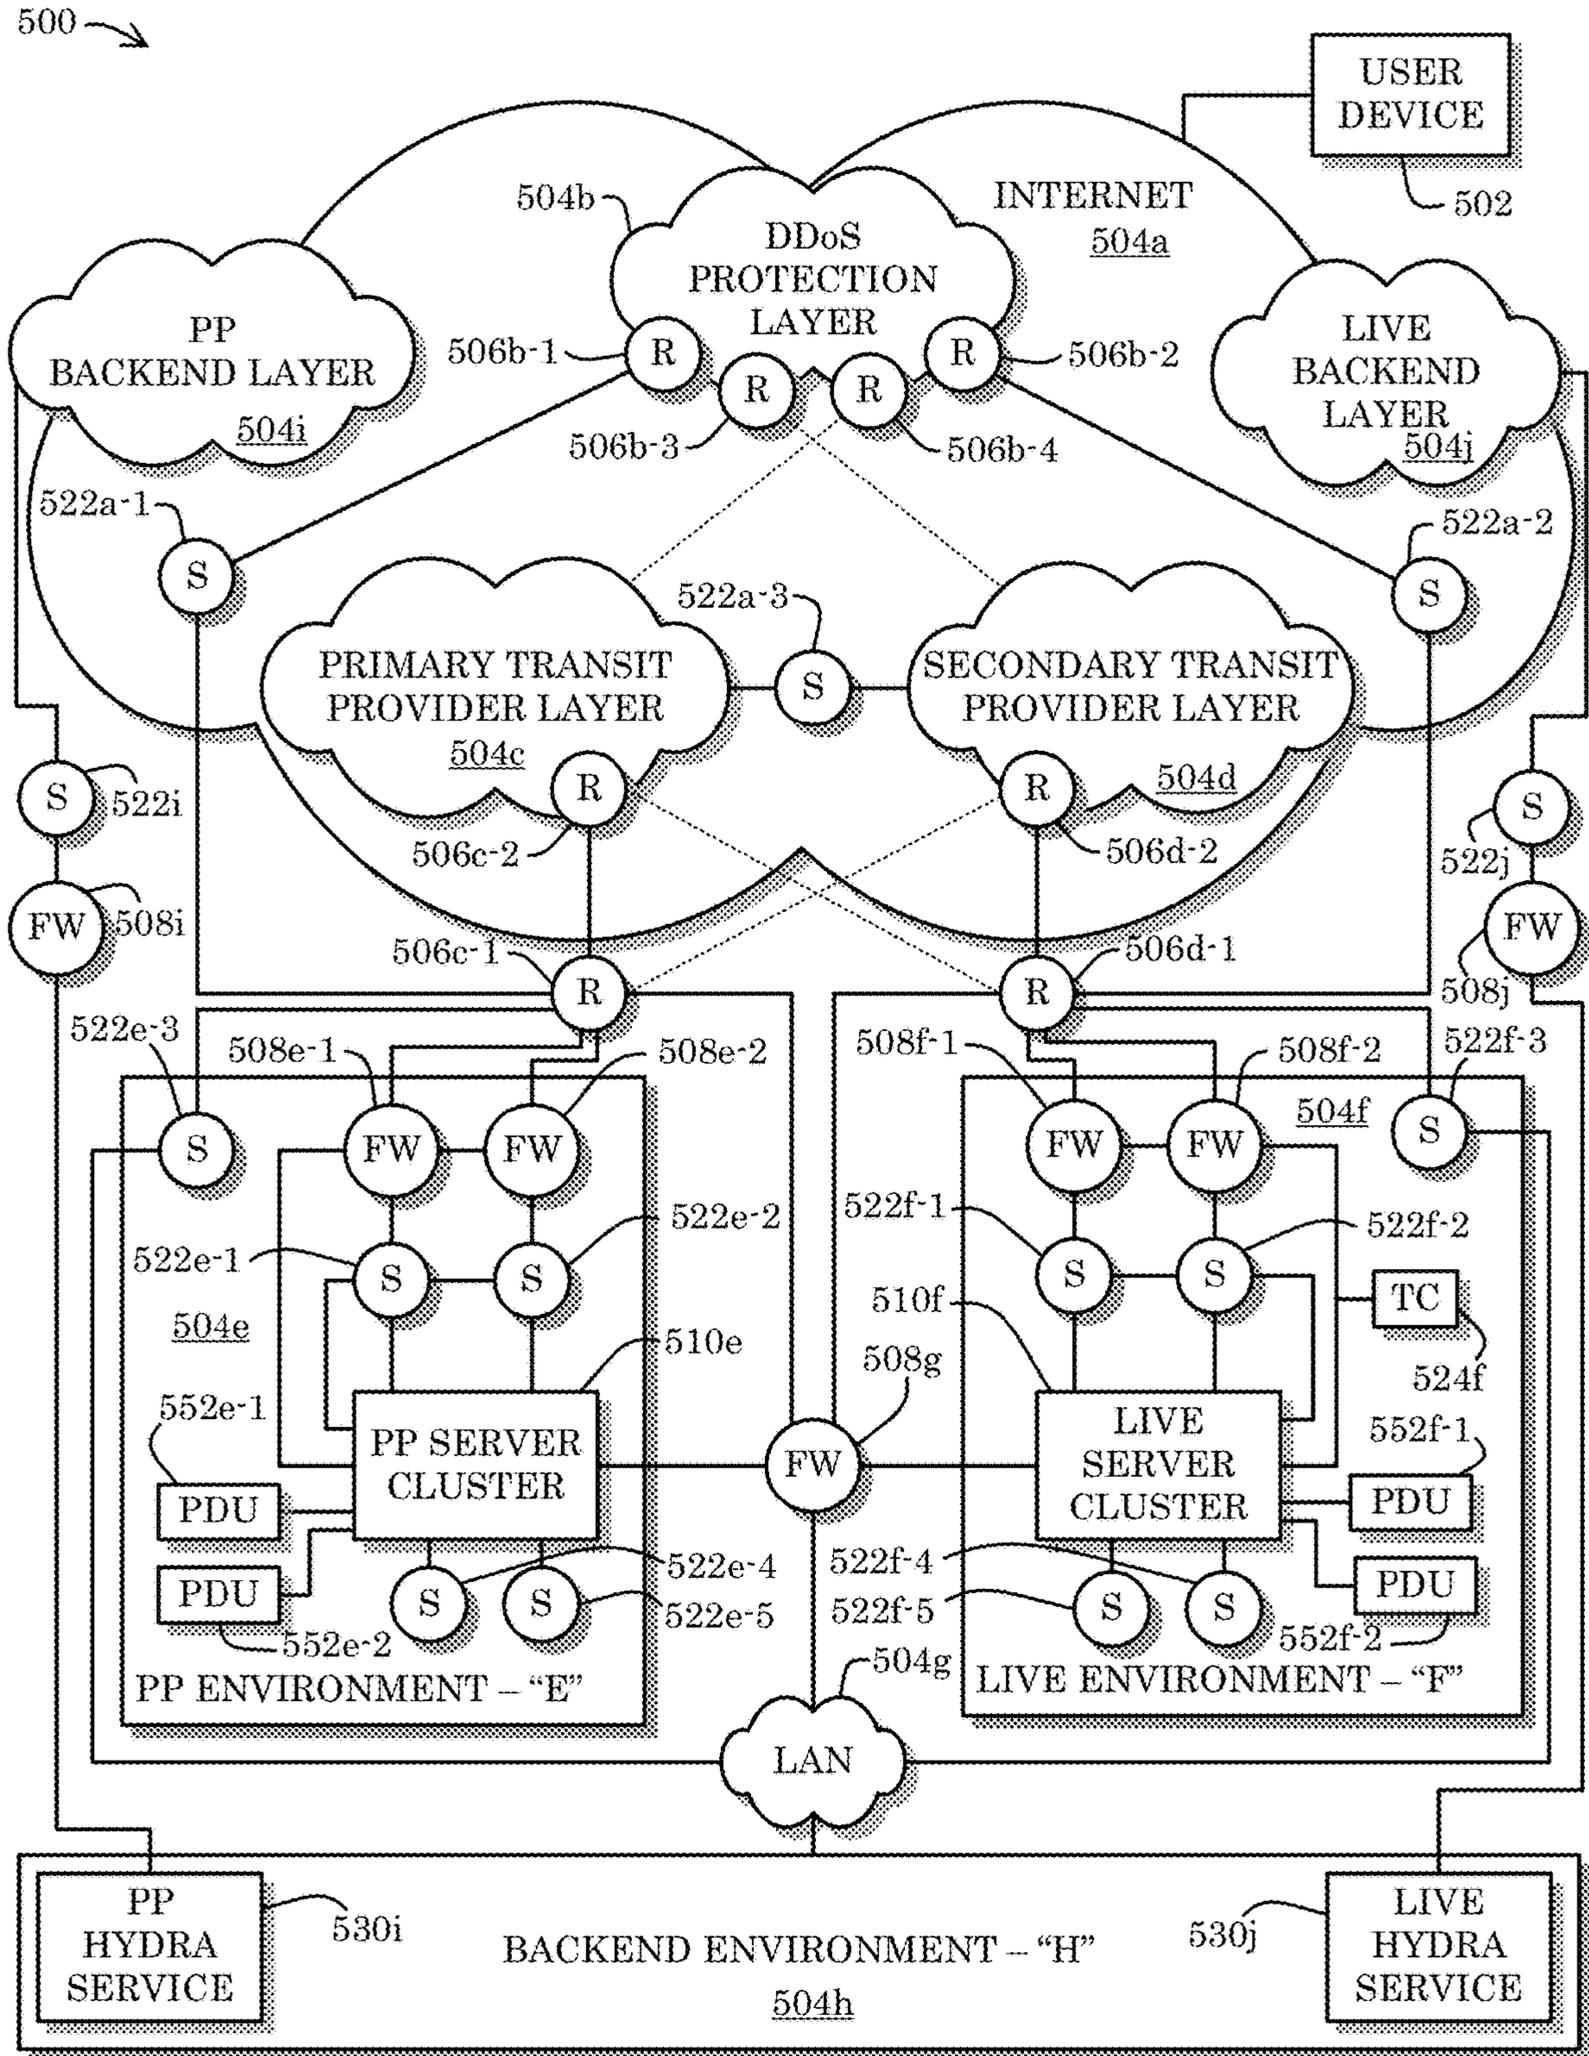 500
USER
DEVICE
502
504b
INTERNET
504a
DDoS
PROTECTION
LAYER
PP
BACKEND LAYER
504i
LIVE
BACKEND
LAYER
504j
506b-1
R
R
R
R
506b-2
506b-3
506b-4
522a-1
S
522a-2
S
522a-3
S
PRIMARY TRANSIT
PROVIDER LAYER
504c
SECONDARY TRANSIT
PROVIDER LAYER
504d
R
R
506c-2
506d-2
S
522i
S
522j
FW
508i
FW
508j
506c-1
R
506d-1
R
522e-3
508e-1
508e-2
508f-1
508f-2
522f-3
504f
S
FW
FW
FW
FW
S
522e-2
522f-1
522f-2
522e-1
S
S
S
S
504e
510e
510f
TC
508g
524f
552e-1
PP SERVER
CLUSTER
FW
LIVE
SERVER
CLUSTER
552f-1
PDU
PDU
PDU
PDU
522e-4
522f-4
S
S
S
S
522e-5
522f-5
552e-2
552f-2
PP ENVIRONMENT – “E”
504g
LIVE ENVIRONMENT – “F”
LAN
PP
HYDRA
SERVICE
530i
BACKEND ENVIRONMENT – “H”
504h
530j
LIVE
HYDRA
SERVICE